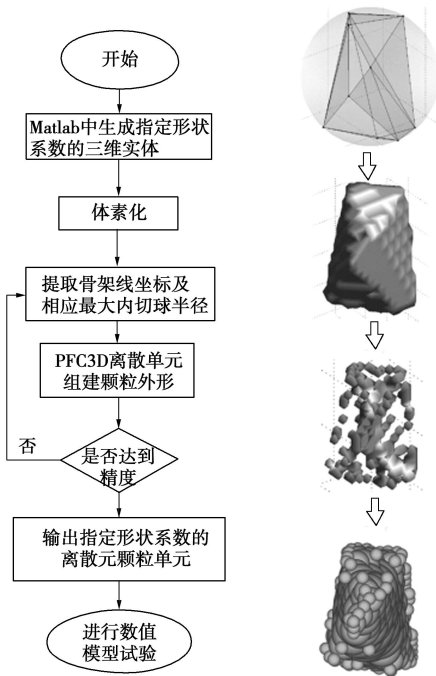 开始
Matlab中生成指定形状
系数的三维实体
体素化
提取骨架线坐标及
相应最大内切球半径
PFC3D离散单元
组建颗粒外形
否
是否达到
精度
输出指定形状系数的
离散元颗粒单元
进行数值
模型试验